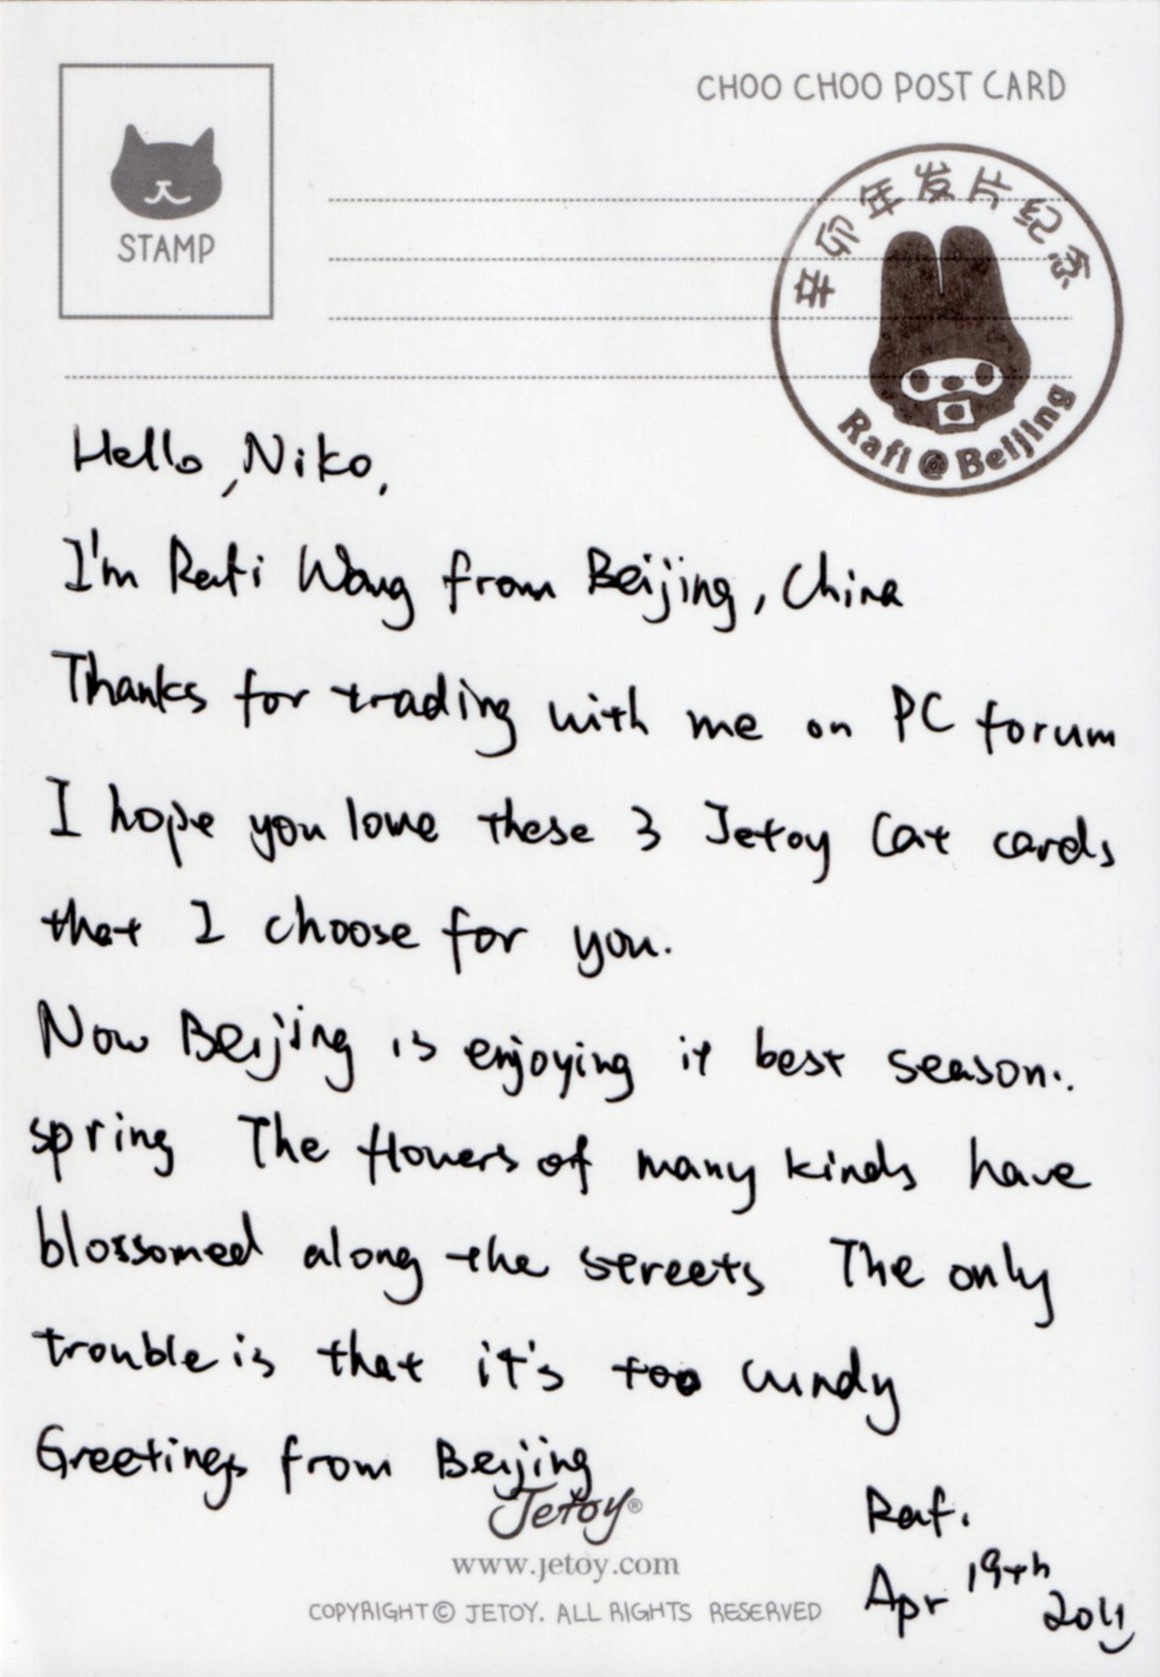 CHOO CHOO POST CARD
STAMP
辛卯年发片纪念
Rafi @ Beijing
Hello, Niko,
I'm Rafi Wang from Beijing, China
Thanks for trading with me on PC forum
I hope you love these 3 Jetoy Cat cards
that I choose for you.
Now Beijing is enjoying it best season..
spring The flowers of many kinds have
blossomed along the streets The only
trouble is that it's too windy
Greetings from Beijing
Rafi
Apr 19th 2011
Jetoy®
www.jetoy.com
COPYRIGHT © JETOY. ALL RIGHTS RESERVED